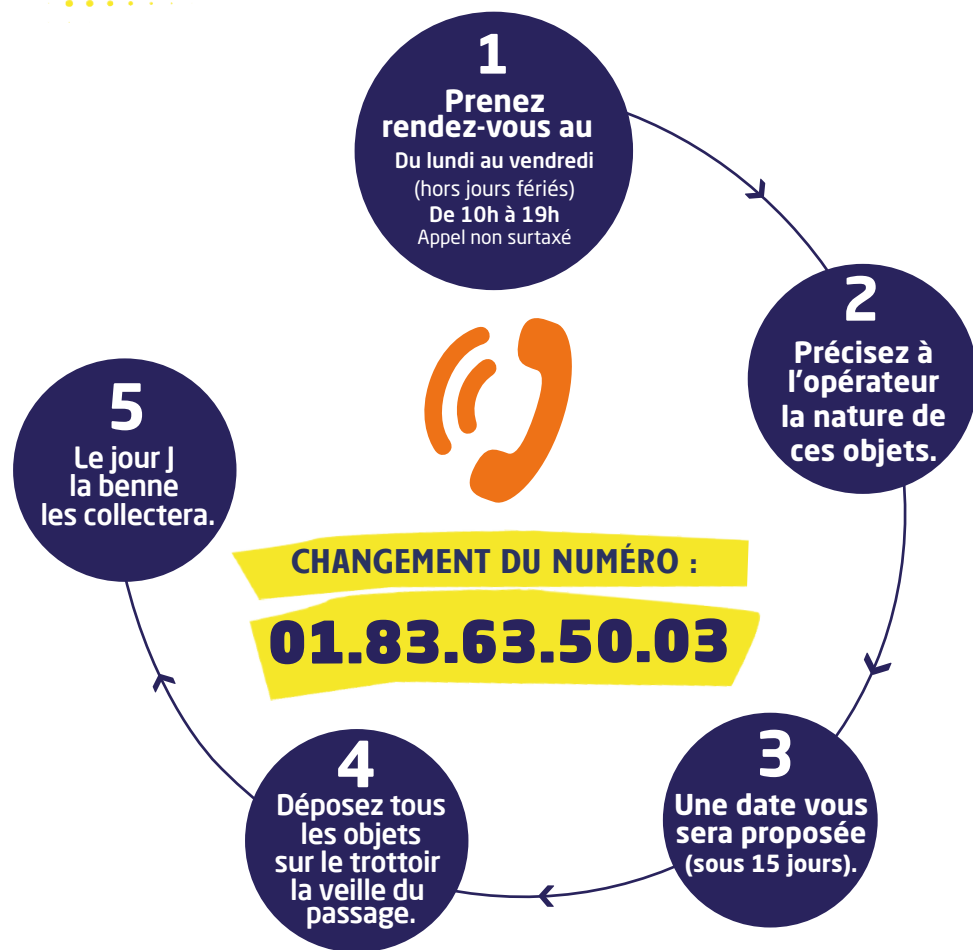 1
Prenez
rendez-vous au
Du lundi au vendredi
(hors jours fériés)
De 10h à 19h
Appel non surtaxé
2
Précisez à
l'opérateur
la nature de
ces objets.
3
Une date vous
sera proposée
(sous 15 jours).
4
Déposez tous
les objets
sur le trottoir
la veille du
passage.
5
Le jour J
la benne
les collectera.
CHANGEMENT DU NUMÉRO :
01.83.63.50.03